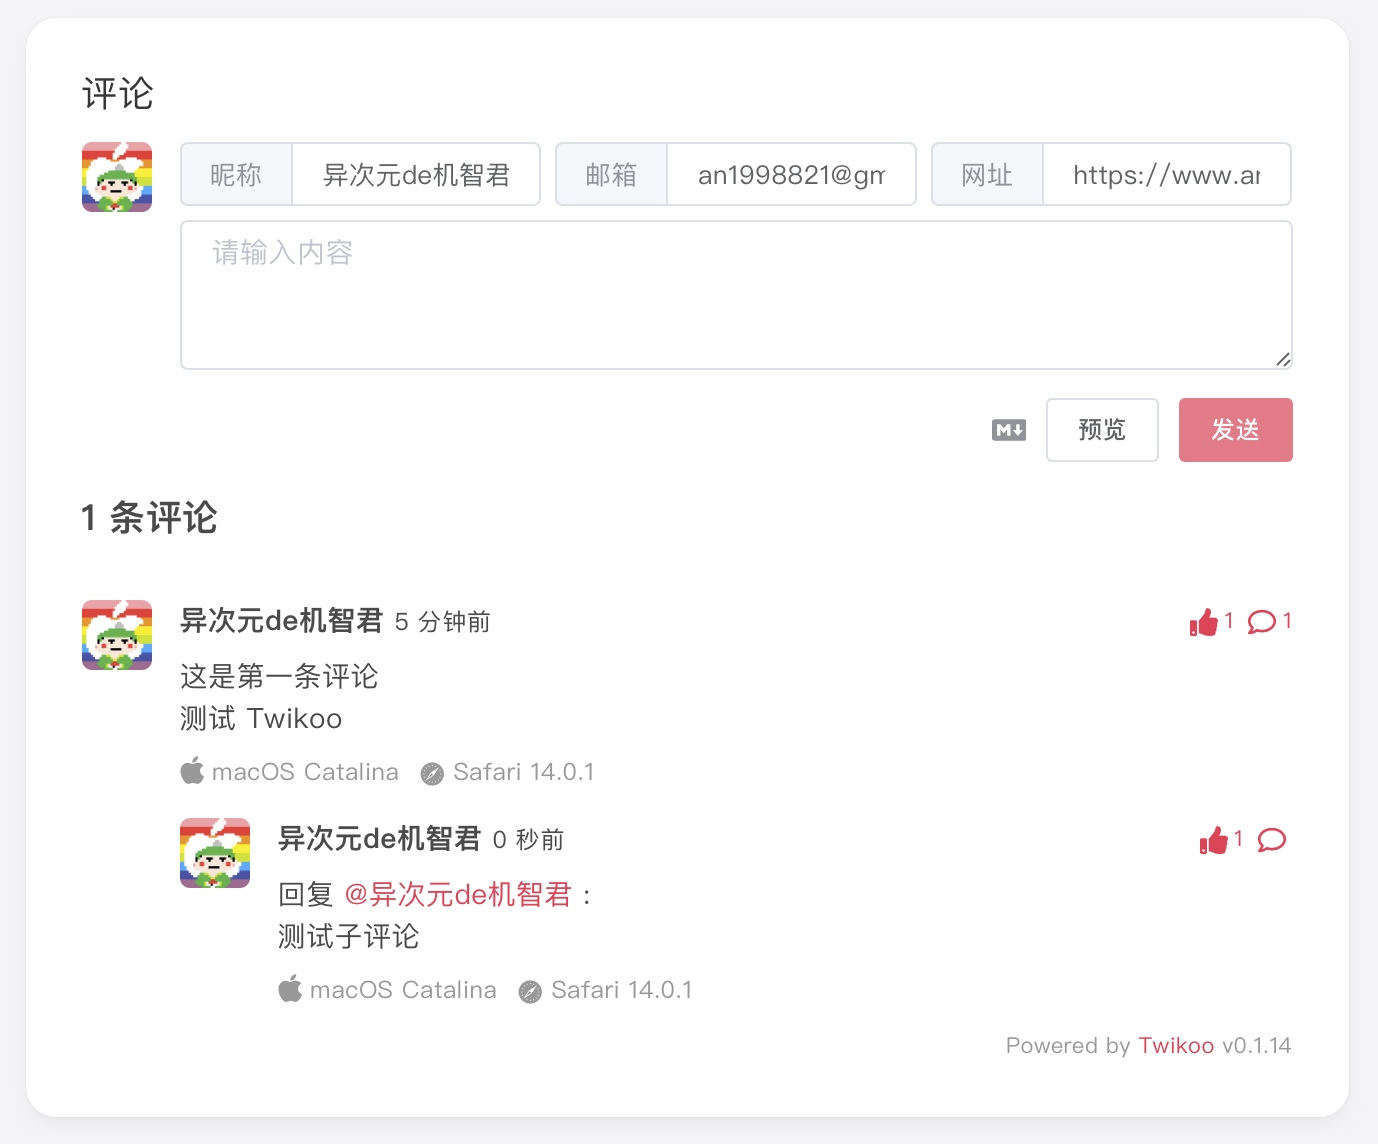 评论
昵称 异次元de机智君 邮箱 an1998821@gm 网址 https://www.ar
请输入内容
M 预览 发送
1 条评论
异次元de机智君 5 分钟前 1 1
这是第一条评论
测试 Twikoo
macOS Catalina Safari 14.0.1
异次元de机智君 0 秒前 1
回复 @异次元de机智君 :
测试子评论
macOS Catalina Safari 14.0.1
Powered by Twikoo v0.1.14